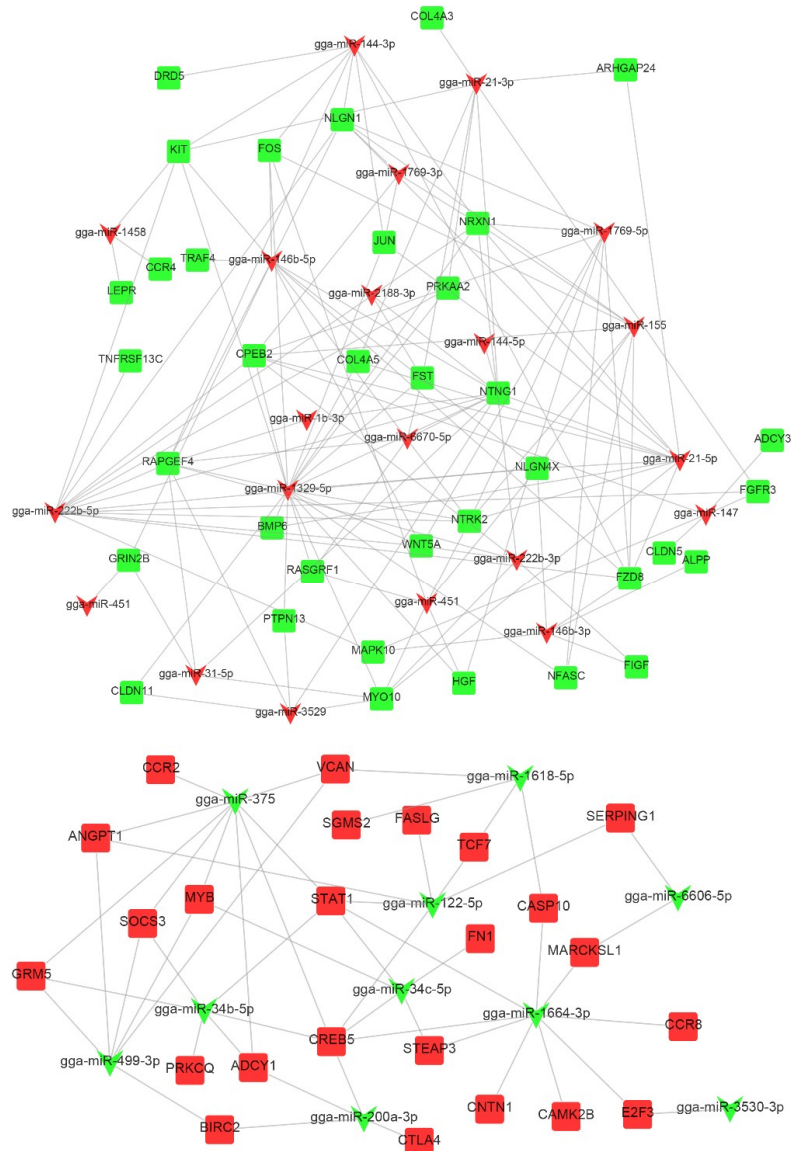 COL4A3
gga-miR-144-3p
DRD5
gga-miR-21-3p
ARHGAP24
NLGN1
KIT
FOS
gga-miR-1769-3p
gga-miR-1458
NRXN1
gga-miR-1769-5p
JUN
CCR4
TRAF4
gga-miR-146b-5p
LEPR
gga-miR-2188-3p
PRKAA2
gga-miR-155
TNFRSF13C
CPEB2
COL4A5
gga-miR-144-5p
FST
NTNG1
gga-miR-1b-3p
gga-miR-6670-5p
ADCY3
RAPGEF4
NLGN4X
gga-miR-21-5p
gga-miR-1329-5p
FGFR3
gga-miR-222b-5p
BMP6
NTRK2
gga-miR-147
WNT5A
CLDN5
GRIN2B
RASGRF1
gga-miR-222b-3p
ALPP
FZD8
gga-miR-451
gga-miR-451
PTPN13
gga-miR-146b-3p
MAPK10
gga-miR-31-5p
FIGF
CLDN11
HGF
NFASC
MYO10
gga-miR-3529
CCR2
VCAN
gga-miR-1618-5p
gga-miR-375
SGMS2
FASLG
SERPING1
ANGPT1
TCF7
MYB
STAT1
gga-miR-122-5p
CASP10
gga-miR-6606-5p
SOCS3
FN1
MARCKSL1
GRM5
gga-miR-34b-5p
gga-miR-34c-5p
gga-miR-1664-3p
CCR8
CREB5
STEAP3
gga-miR-499-3p
PRKCQ
ADCY1
CNTN1
CAMK2B
E2F3
gga-miR-3530-3p
BIRC2
gga-miR-200a-3p
CTLA4